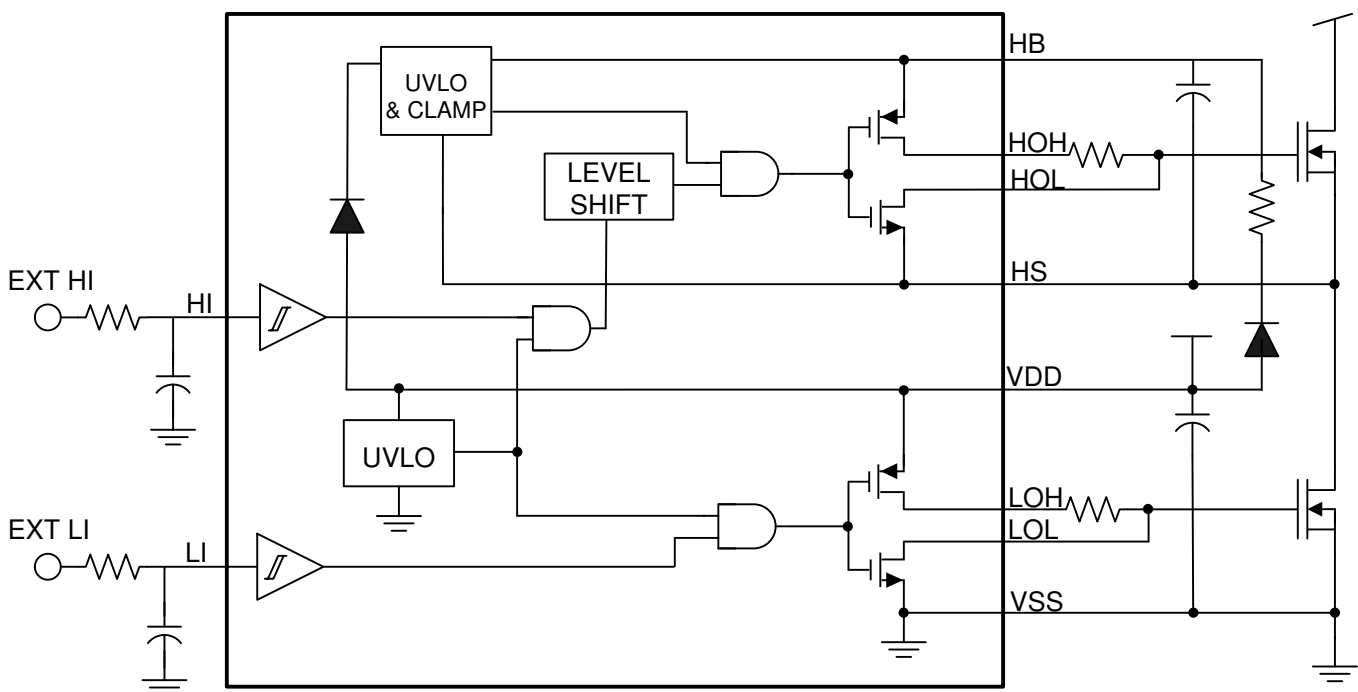 HB
UVLO
& CLAMP
HOH
LEVEL
SHIFT
HOL
EXT HI
HI
HS
VDD
UVLO
LOH
EXT LI
LOL
LI
VSS